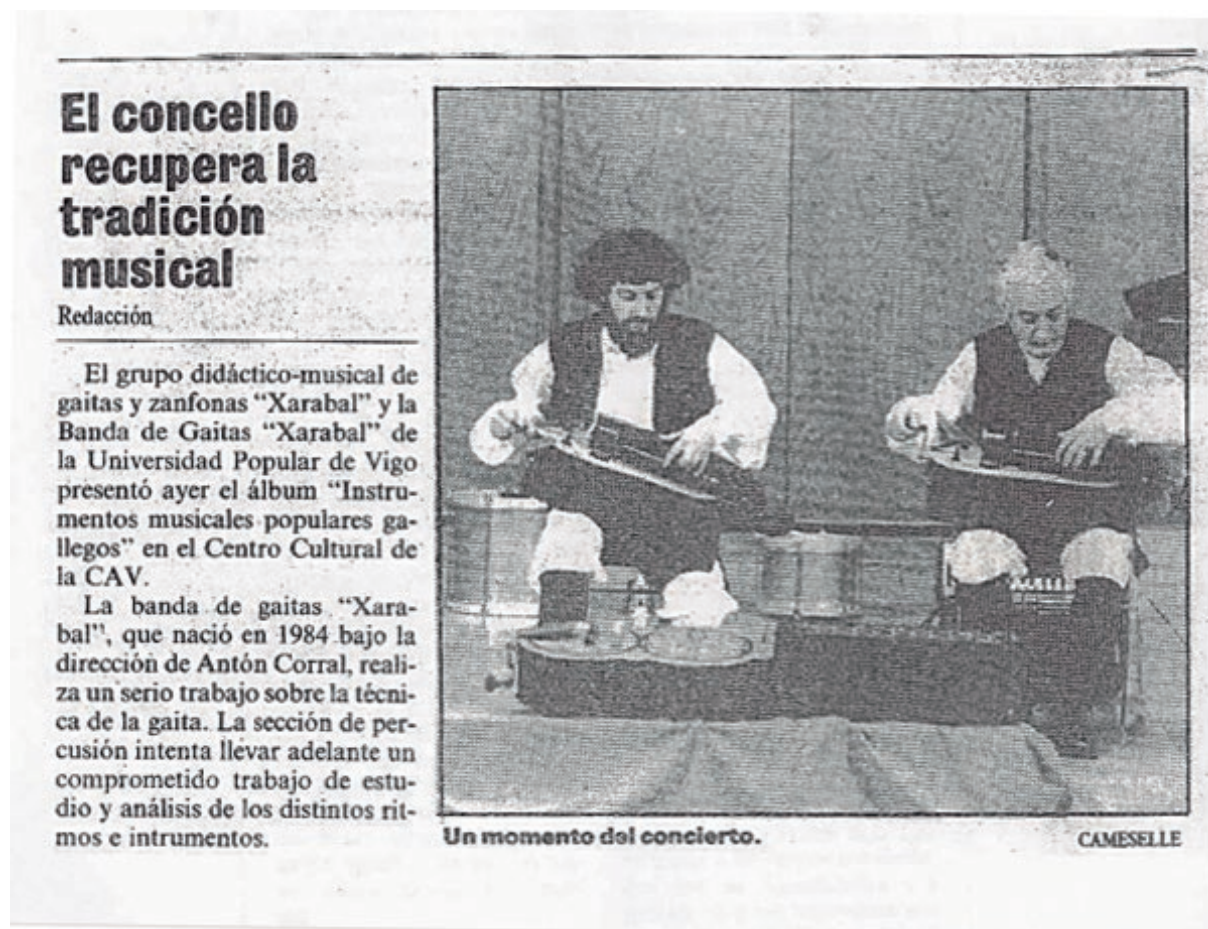 El concello
recupera la
tradición
musical
Redacción
El grupo didáctico-musical de
gaitas y zanfonas “Xarabal” y la
Banda de Gaitas “Xarabal” de
la Universidad Popular de Vigo
presentó ayer el álbum “Instru-
mentos musicales populares ga-
llegos” en el Centro Cultural de
la CAV.
La banda de gaitas “Xara-
bal”, que nació en 1984 bajo la
dirección de Antón Corral, reali-
za un serio trabajo sobre la técni-
ca de la gaita. La sección de per-
cusión intenta llevar adelante un
comprometido trabajo de estu-
dio y análisis de los distintos rit-
mos e intrumentos.
Un momento del concierto.
CAMESELLE